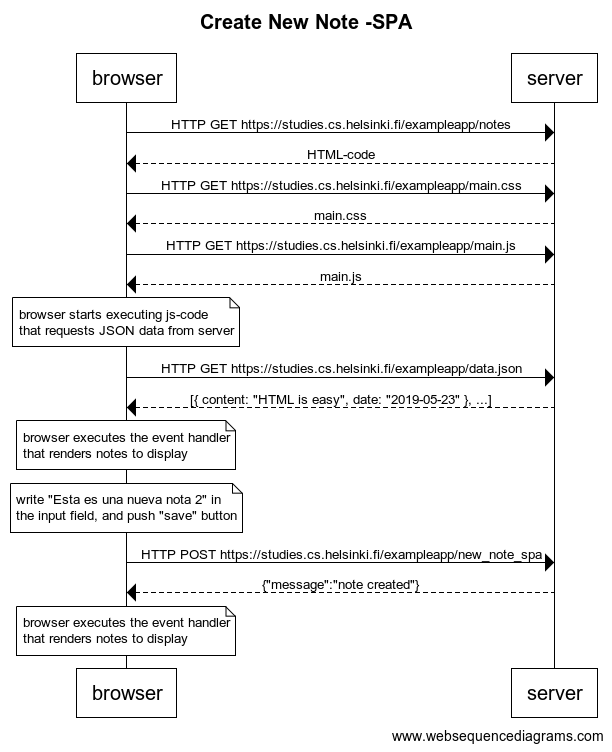 Create New Note -SPA
browser
server
HTTP GET https://studies.cs.helsinki.fi/exampleapp/notes
HTML-code
HTTP GET https://studies.cs.helsinki.fi/exampleapp/main.css
main.css
HTTP GET https://studies.cs.helsinki.fi/exampleapp/main.js
main.js
browser starts executing js-code
that requests JSON data from server
HTTP GET https://studies.cs.helsinki.fi/exampleapp/data.json
[{ content: "HTML is easy", date: "2019-05-23" }, ...]
browser executes the event handler
that renders notes to display
write "Esta es una nueva nota 2" in
the input field, and push "save" button
HTTP POST https://studies.cs.helsinki.fi/exampleapp/new_note_spa
{"message":"note created"}
browser executes the event handler
that renders notes to display
browser
server
www.websequencediagrams.com